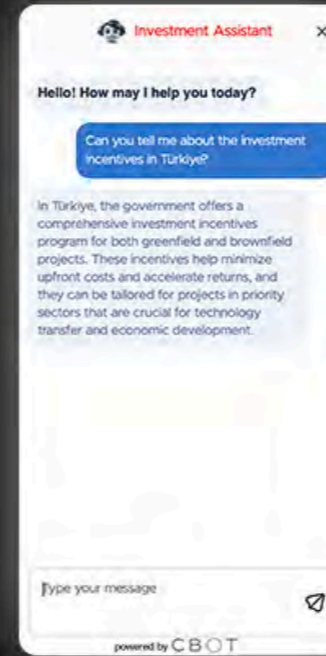 Investment Assistant
Hello! How may I help you today?
Can you tell me about the investment
incentives in Türkiye?
In Türkiye, the government offers a
comprehensive investment incentives
program for both greenfield and brownfield
projects. These incentives help minimize
upfront costs and accelerate returns, and
they can be tailored for projects in priority
sectors that are crucial for technology
transfer and economic development.
Type your message
powered by CBOT